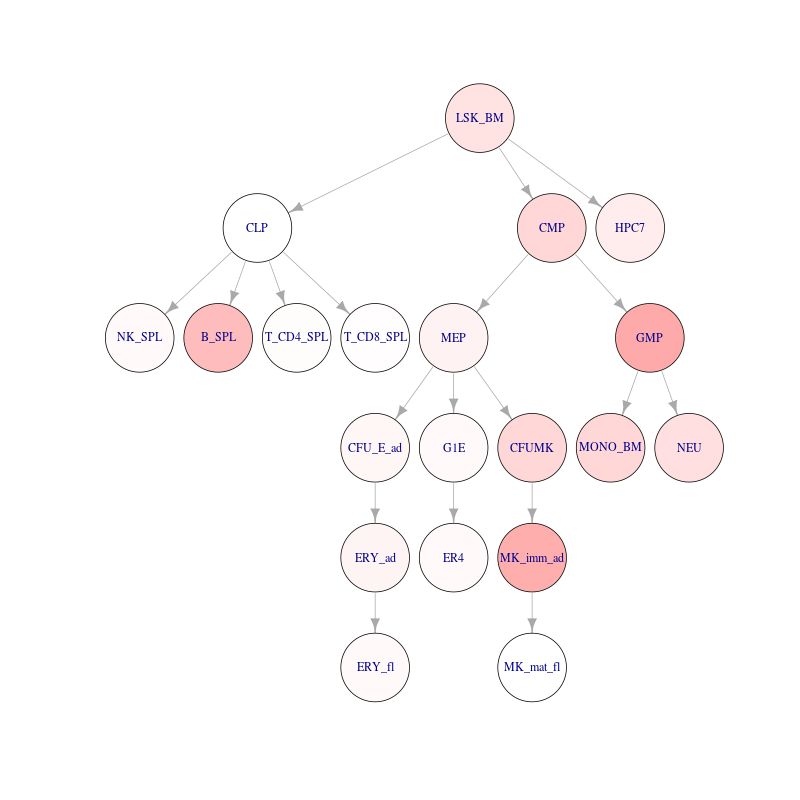 LSK_BM
CLP
CMP
HPC7
NK_SPL
B_SPL
T_CD4_SPL
T_CD8_SPL
MEP
GMP
CFU_E_ad
G1E
CFUMK
MONO_BM
NEU
ERY_ad
ER4
MK_imm_ad
ERY_fl
MK_mat_fl